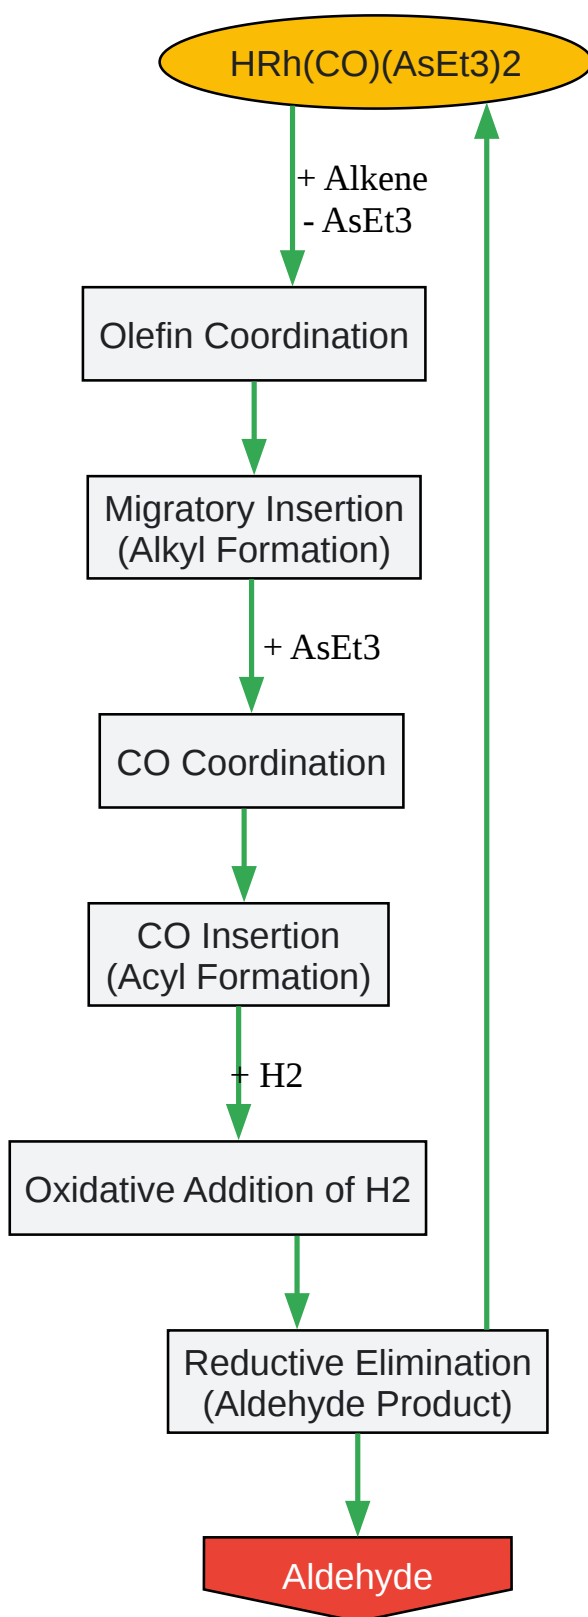 HRh(CO)(AsEt3)2
+ Alkene
- AsEt3
Olefin Coordination
Migratory Insertion
(Alkyl Formation)
+ AsEt3
CO Coordination
CO Insertion
(Acyl Formation)
+ H2
Oxidative Addition of H2
Reductive Elimination
(Aldehyde Product)
Aldehyde